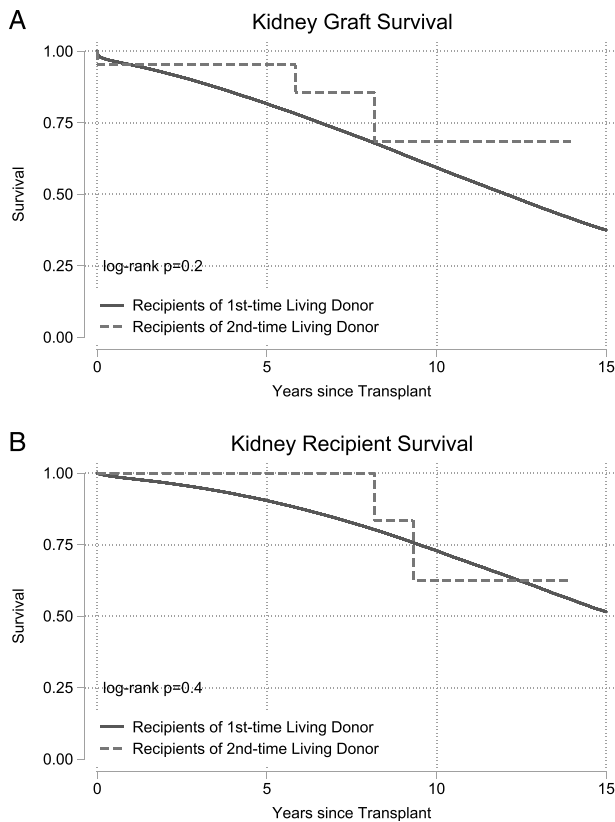 A
Kidney Graft Survival
1.00
0.75
0.50
0.25
0.00
Survival
log-rank p=0.2
Recipients of 1st-time Living Donor
Recipients of 2nd-time Living Donor
0 5 10 15
Years since Transplant
B
Kidney Recipient Survival
1.00
0.75
0.50
0.25
0.00
Survival
log-rank p=0.4
Recipients of 1st-time Living Donor
Recipients of 2nd-time Living Donor
0 5 10 15
Years since Transplant